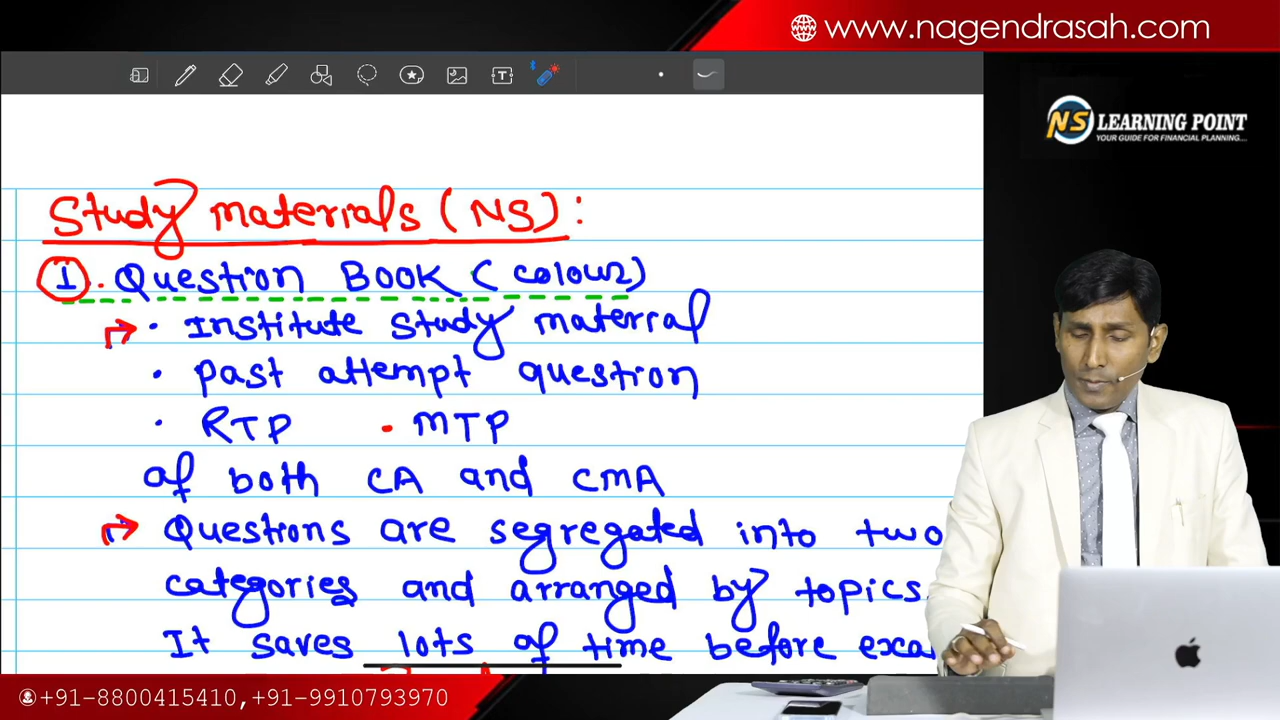 www.nagendrasah.com
NS LEARNING POINT
YOUR GUIDE FOR FINANCIAL PLANNING....
Study materials (NS):
I. Question BOOK (colour)
• Institute study material
• Past attempt question
• RTP • MTP
of both CA and CMA
Questions are segregated into two
categories and arranged by topics.
It saves lots of time before exa
+91-8800415410,+91-9910793970